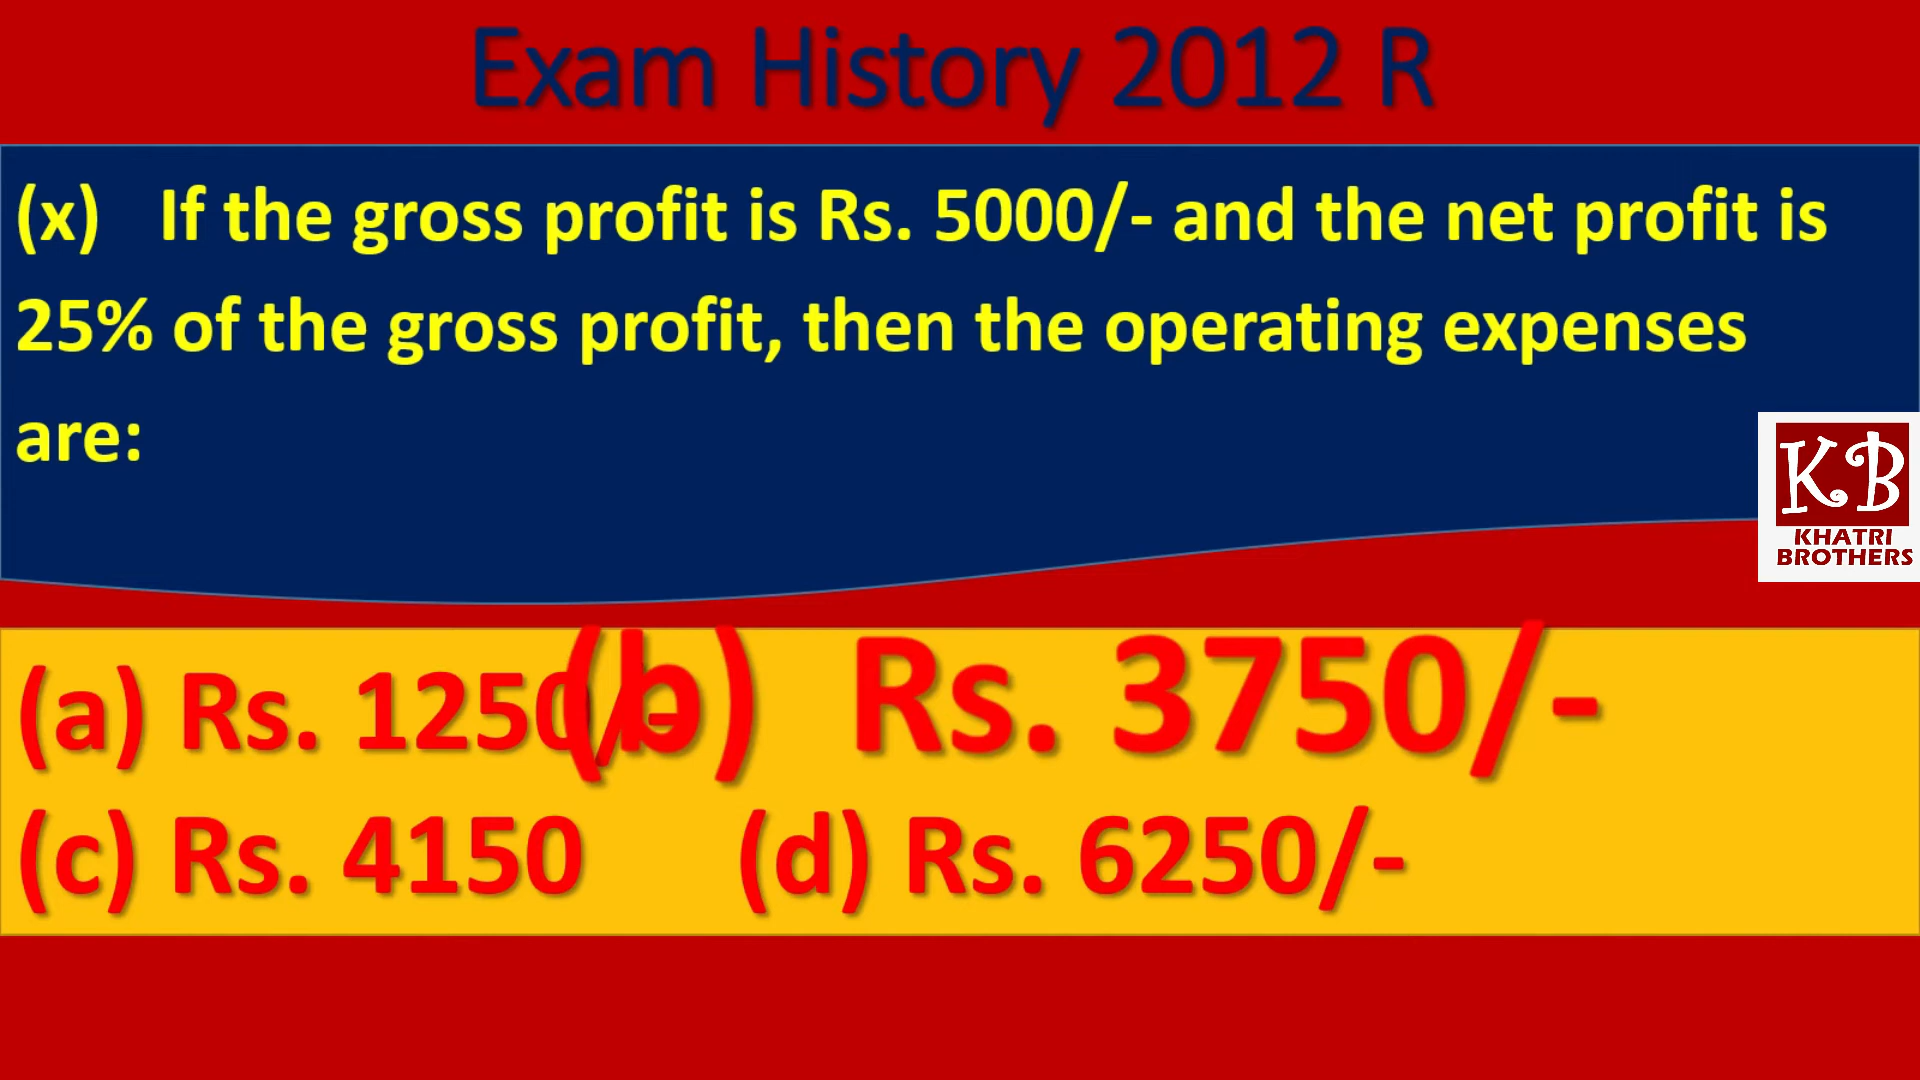 Exam History 2012 R
(x) If the gross profit is Rs. 5000/- and the net profit is
25% of the gross profit, then the operating expenses
are:
KB
KHATRI
BROTHERS
(a) Rs. 1250/- (b) Rs. 3750/-
(c) Rs. 4150 (d) Rs. 6250/-